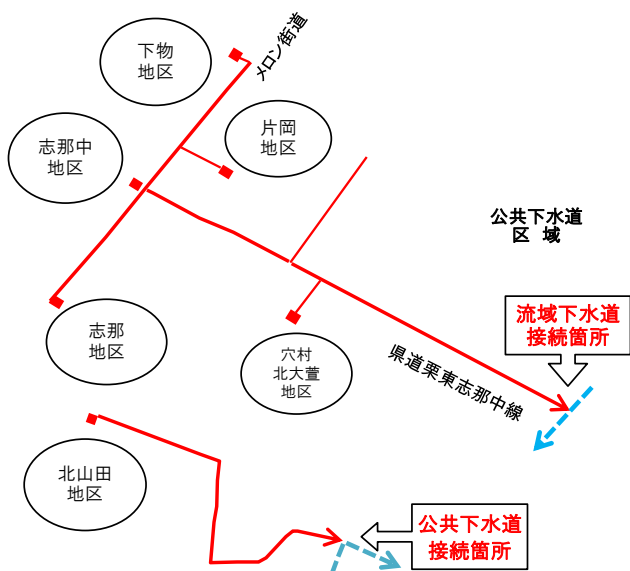 メロン街道
下物
地区
片岡
地区
志那中
地区
公共下水道
区 域
志那
地区
流域下水道
接続箇所
穴村
北大萱
地区
県道栗東志那中線
北山田
地区
公共下水道
接続箇所